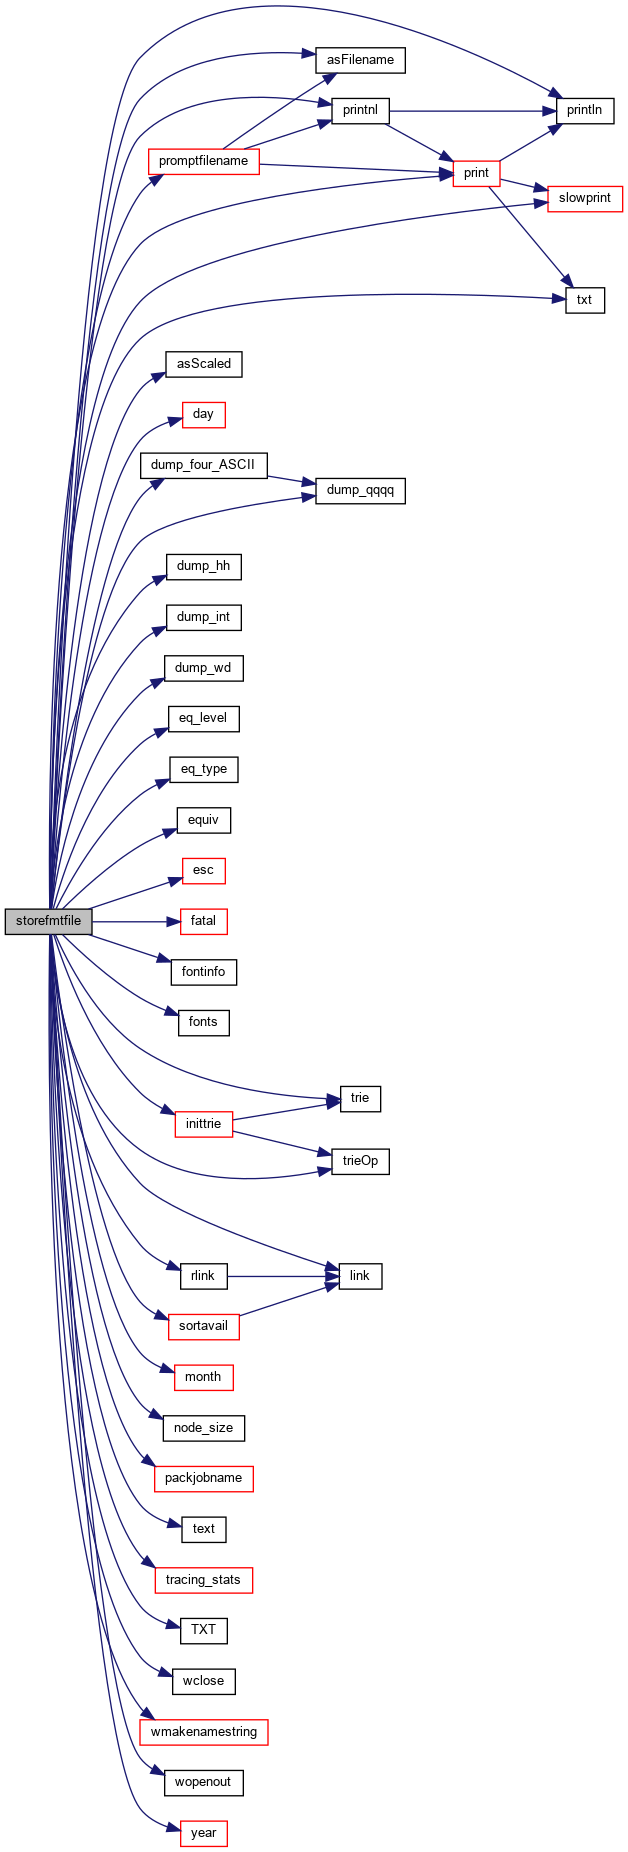 asFilename
printnl
println
promptfilename
print
slowprint
txt
asScaled
day
dump_four_ASCII
dump_qqqq
dump_hh
dump_int
dump_wd
eq_level
eq_type
equiv
esc
storefmtfile
fatal
fontinfo
fonts
trie
inittrie
trieOp
rlink
link
sortavail
month
node_size
packjobname
text
tracing_stats
TXT
wclose
wmakenamestring
wopenout
year